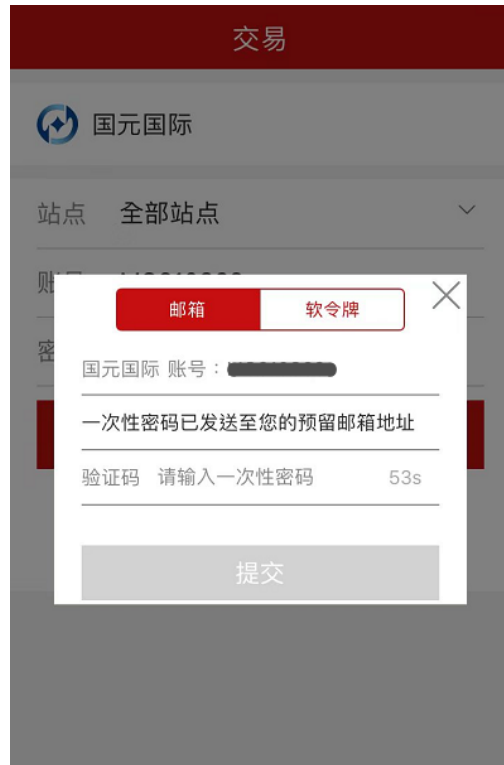 交易
国元国际
站点 全部站点
账
邮箱 软令牌
密
国元国际 账号：
一次性密码已发送至您的预留邮箱地址
验证码 请输入一次性密码 53s
提交